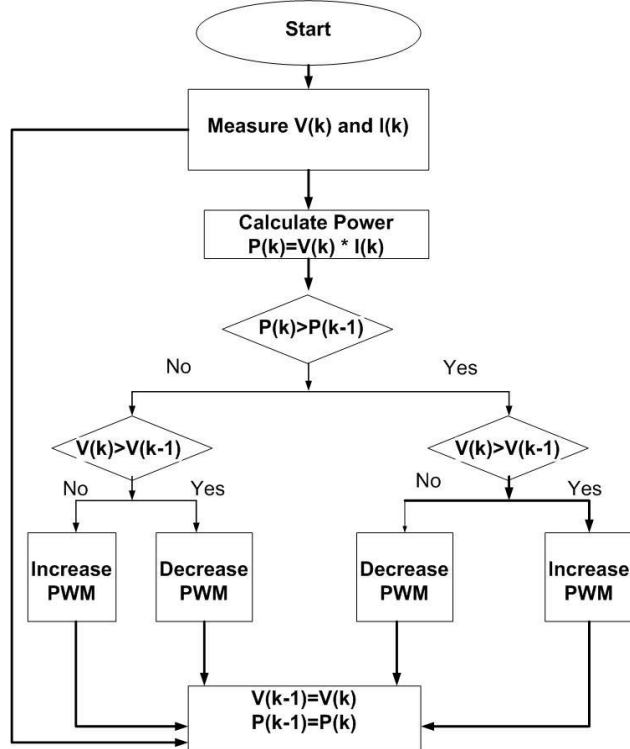 Start
Measure V(k) and I(k)
Calculate Power
P(k)=V(k) * I(k)
P(k)>P(k-1)
No
Yes
V(k)>V(k-1)
V(k)>V(k-1)
No
Yes
No
Yes
Increase
PWM
Decrease
PWM
Decrease
PWM
Increase
PWM
V(k-1)=V(k)
P(k-1)=P(k)